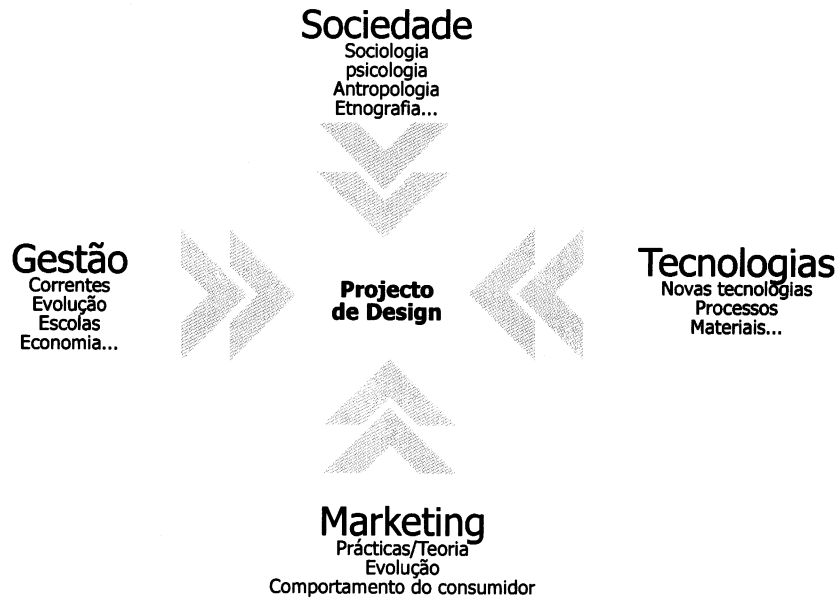 Sociedade
Sociologia
psicologia
Antropologia
Etnografia...
Gestão
Correntes
Evolução
Escolas
Economia...
Projecto
de Design
Tecnologias
Novas tecnologias
Processos
Materiais...
Marketing
Prácticas/Teoria
Evolução
Comportamento do consumidor